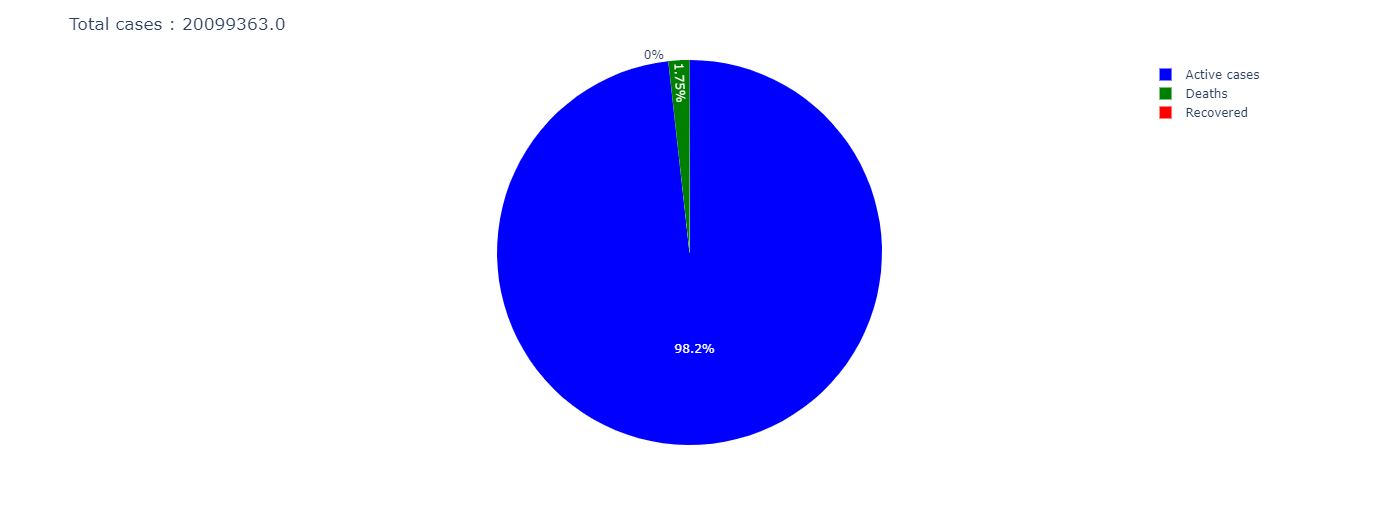 Total cases : 20099363.0
0%
1.75%
98.2%
Active cases
Deaths
Recovered